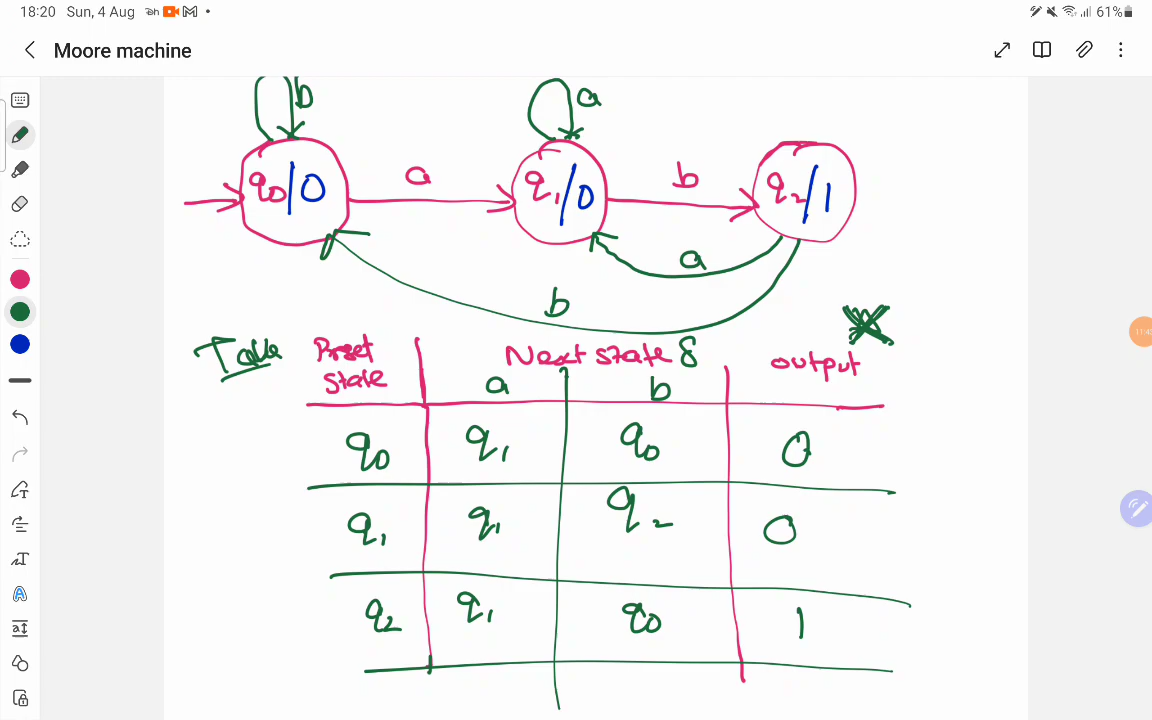 18:20 Sun, 4 Aug 61%
Moore machine
b a
q0/0 a q1/0 b q2/1
a
b
Table Preset Next state δ output
state a b
q0 q1 q0 0
q1 q1 q2 0
q2 q1 q0 1